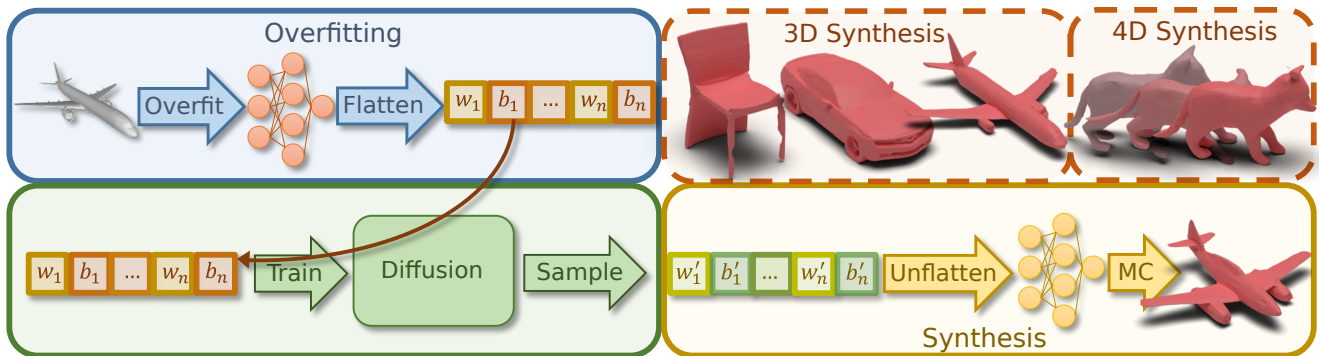 Overfitting
Overfit
Flatten
w₁ b₁ ... wₙ bₙ
3D Synthesis
4D Synthesis
w₁ b₁ ... wₙ bₙ
Train
Diffusion
Sample
w′₁ b′₁ ... w′ₙ b′ₙ
Unflatten
MC
Synthesis